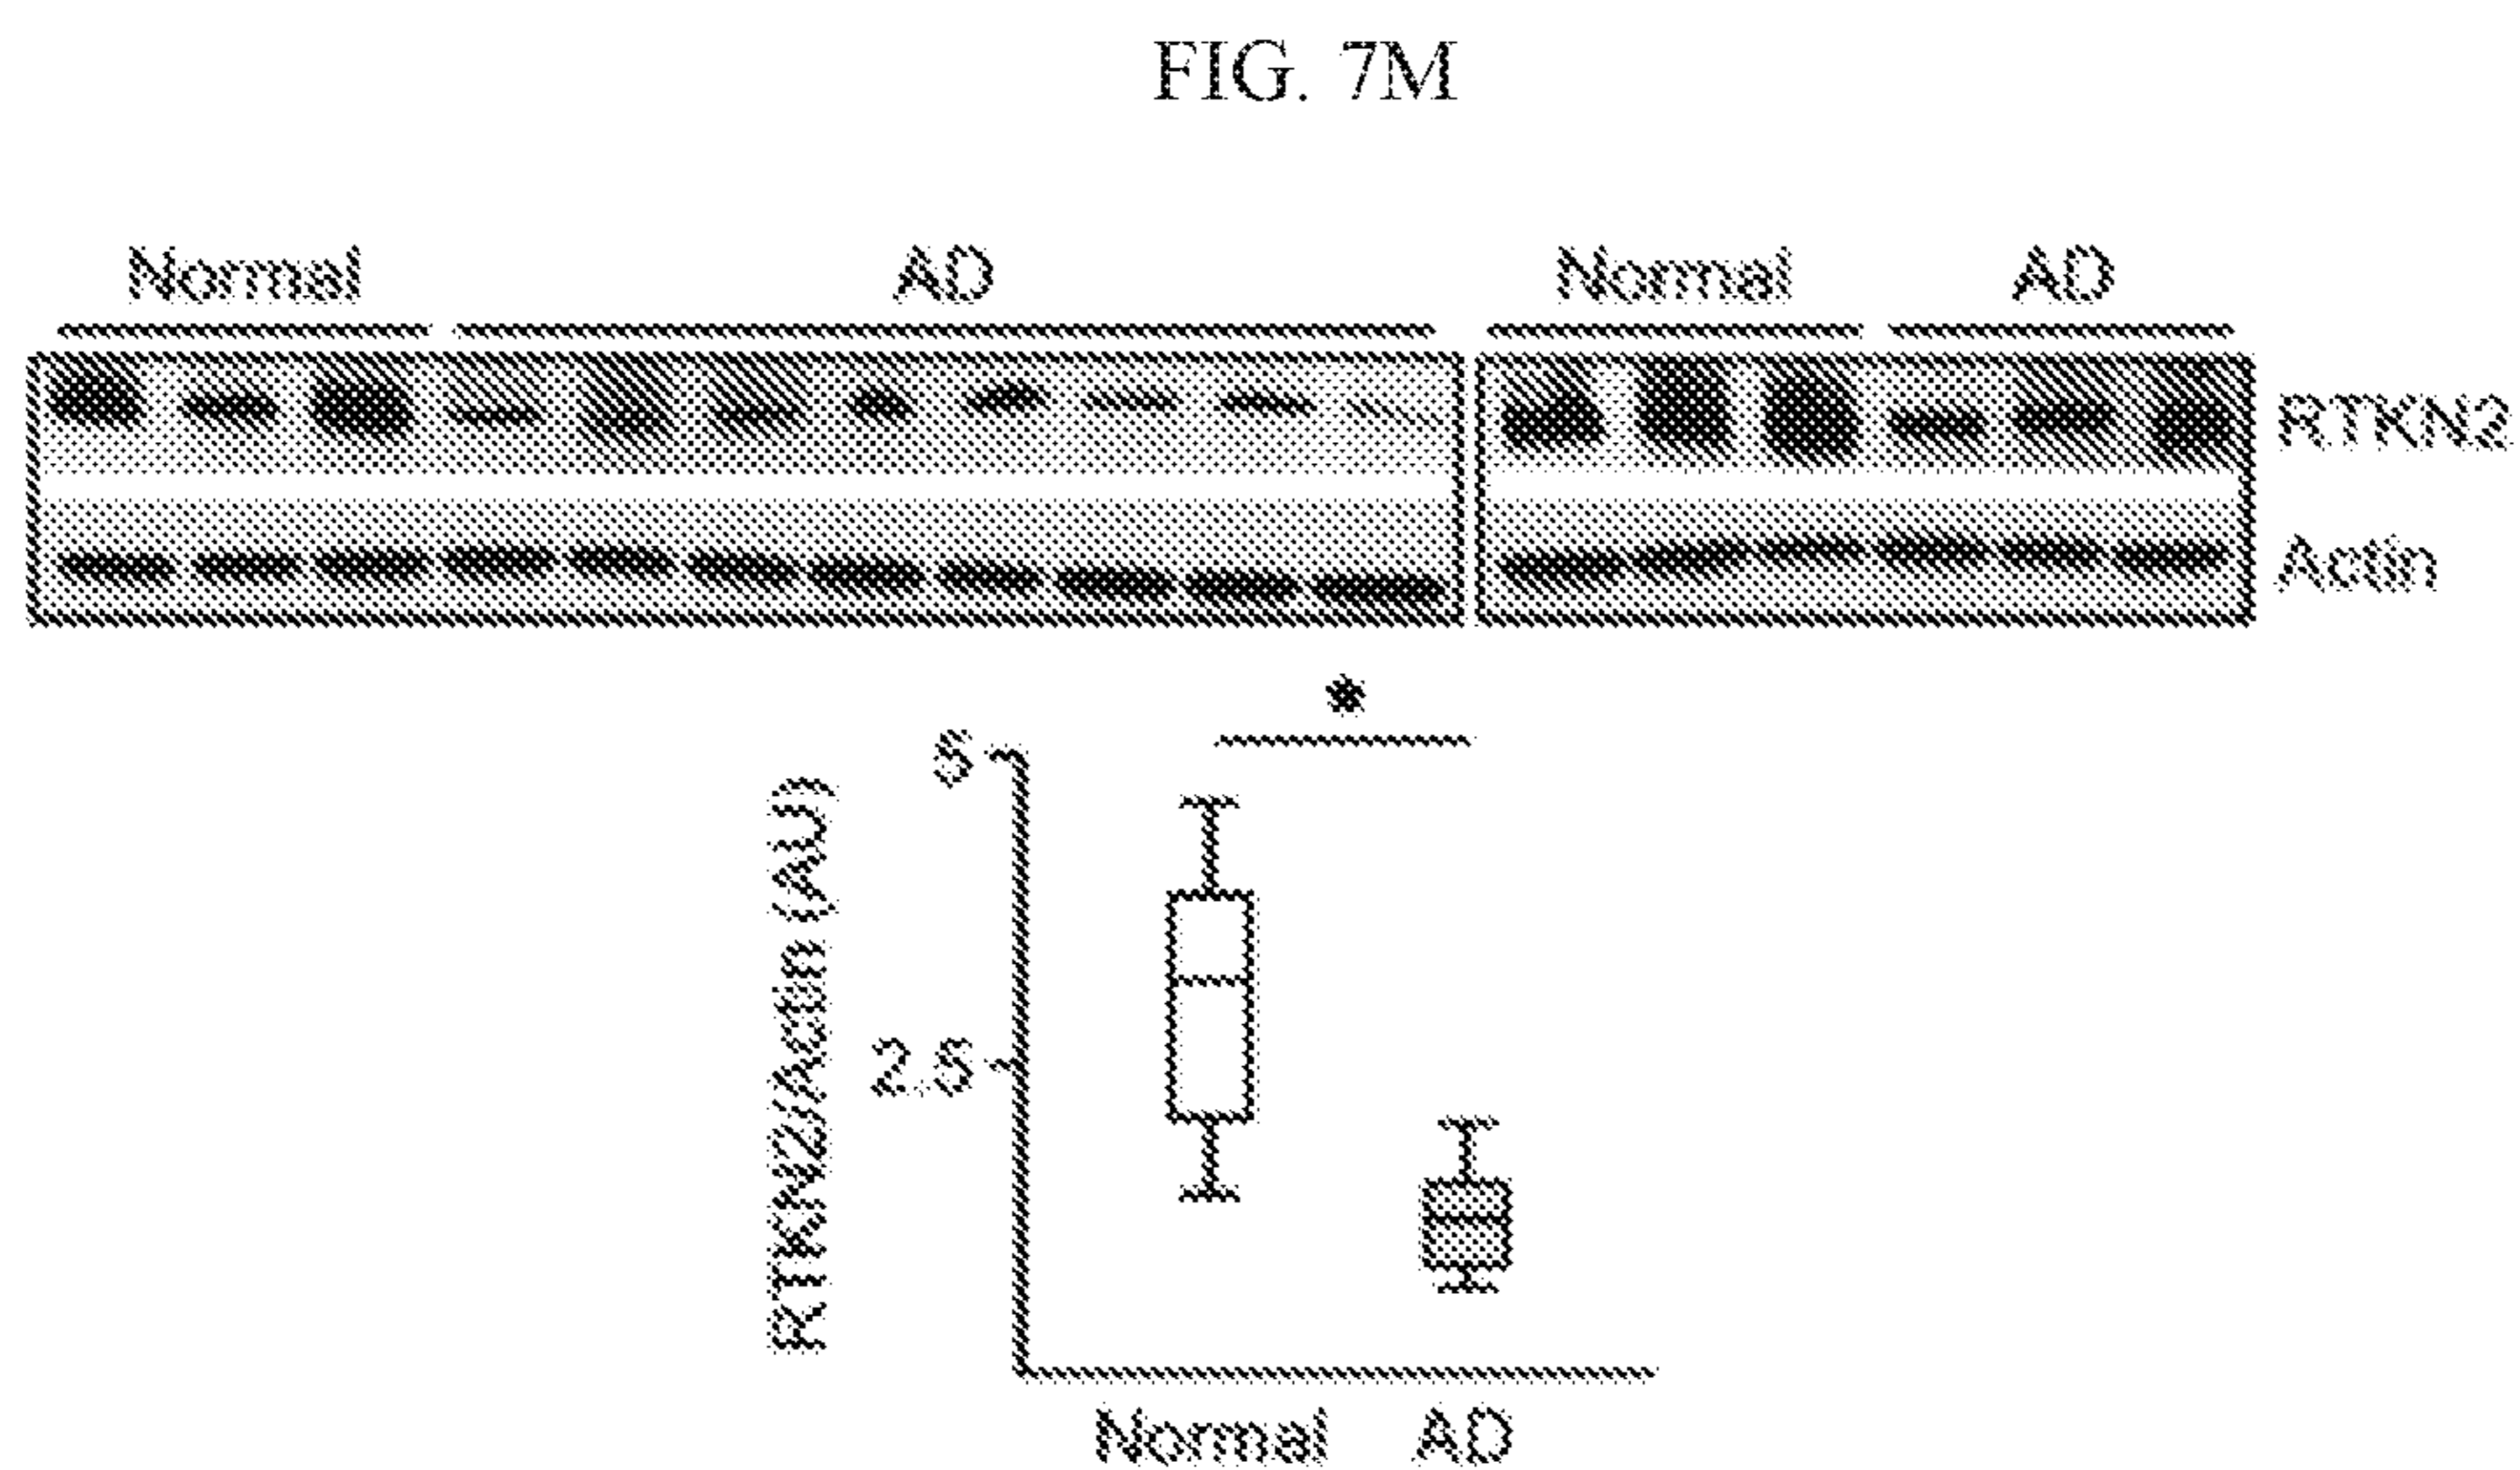 FIG. 7M
Normal AD Normal AD
RTKN2
Actin
*
RTKN2/Actin (AU)
5
2.5
Normal AD